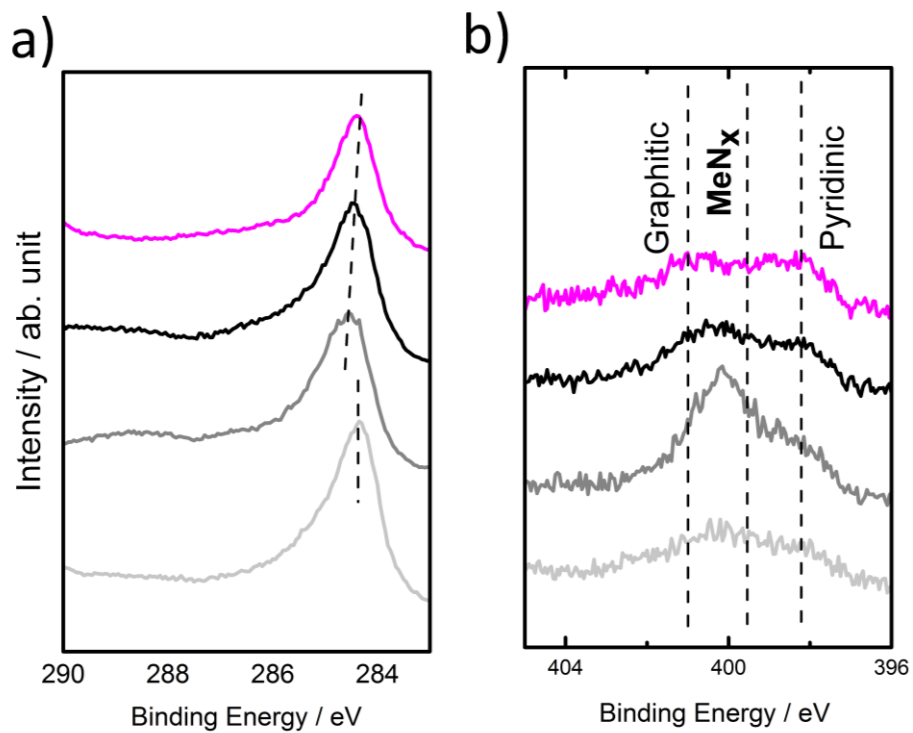 a)
Intensity / ab. unit
290 288 286 284
Binding Energy / eV
b)
Graphitic
MeNx
Pyridinic
404 400 396
Binding Energy / eV